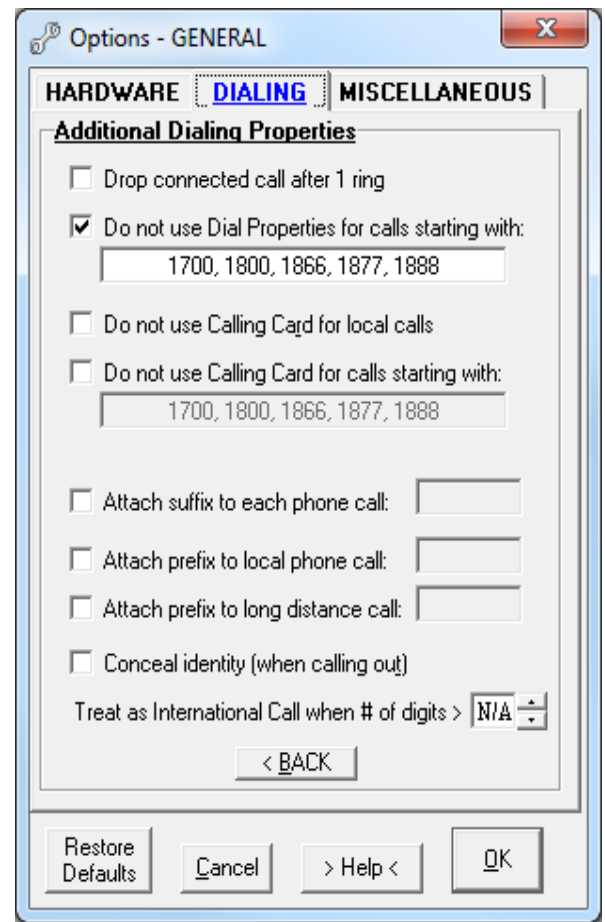 Options - GENERAL
X
HARDWARE DIALING MISCELLANEOUS
Additional Dialing Properties
Drop connected call after 1 ring
Do not use Dial Properties for calls starting with:
1700, 1800, 1866, 1877, 1888
Do not use Calling Card for local calls
Do not use Calling Card for calls starting with:
1700, 1800, 1866, 1877, 1888
Attach suffix to each phone call:
Attach prefix to local phone call:
Attach prefix to long distance call:
Conceal identity (when calling out)
Treat as International Call when # of digits > N/A
< BACK
Restore
Defaults
Cancel
> Help <
OK